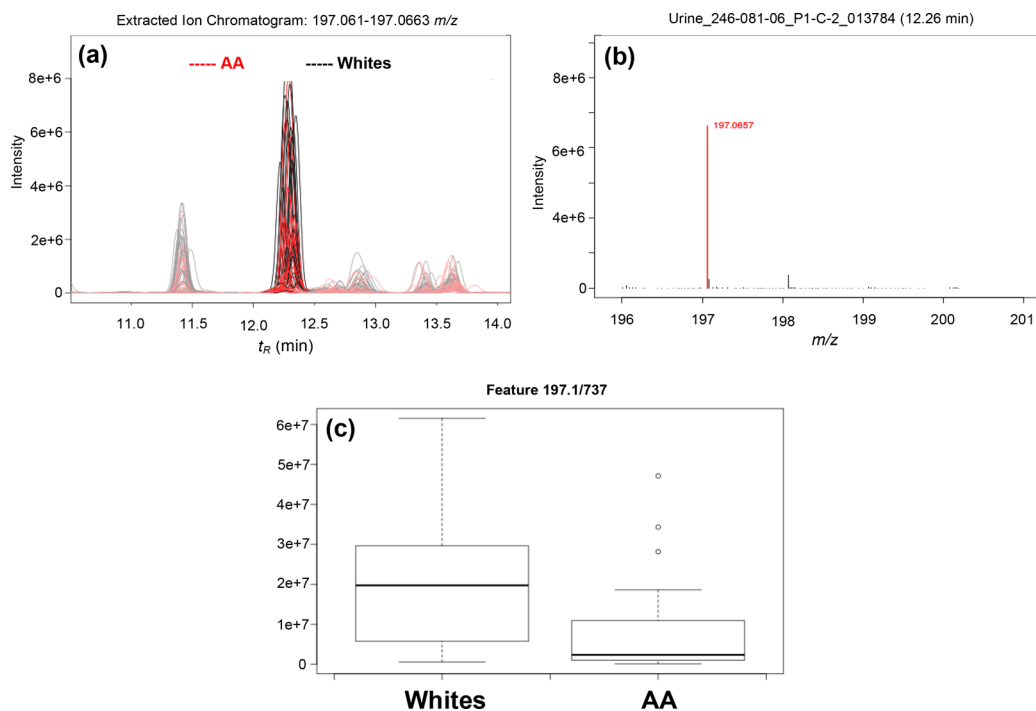 Extracted Ion Chromatogram: 197.061-197.0663 m/z
(a)
----- AA
----- Whites
Intensity
8e+6
6e+6
4e+6
2e+6
0
11.0 11.5 12.0 12.5 13.0 13.5 14.0
tR (min)
Urine_246-081-06_P1-C-2_013784 (12.26 min)
(b)
197.0657
Intensity
8e+6
6e+6
4e+6
2e+6
0
196 197 198 199 200 201
m/z
Feature 197.1/737
(c)
6e+7
5e+7
4e+7
3e+7
2e+7
1e+7
0
Whites AA